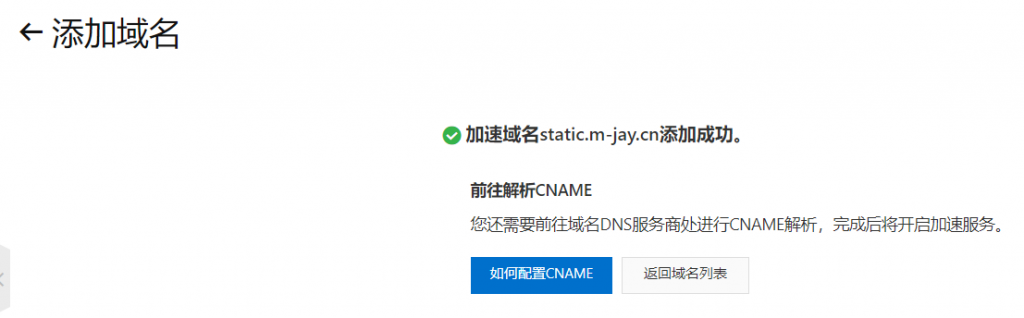 添加域名
加速域名static.m-jay.cn添加成功。
前往解析CNAME
您还需要前往域名DNS服务商处进行CNAME解析，完成后将开启加速服务。
如何配置CNAME 返回域名列表